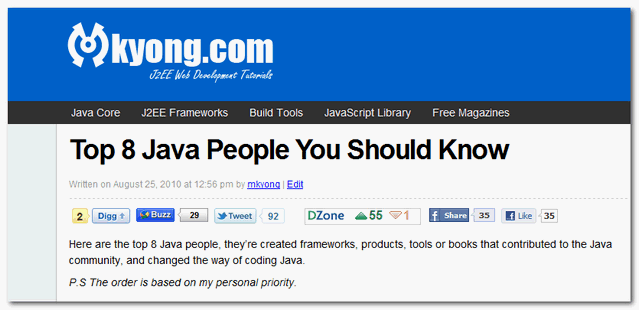 Mkyong.com
J2EE Web Development Tutorials
Java Core J2EE Frameworks Build Tools JavaScript Library Free Magazines
Top 8 Java People You Should Know
Written on August 25, 2010 at 12:56 pm by mkyong | Edit
2 Digg Buzz 29 Tweet 92 DZone 55 1 Share 35 Like 35
Here are the top 8 Java people, they're created frameworks, products, tools or books that contributed to the Java
community, and changed the way of coding Java.
P.S The order is based on my personal priority.